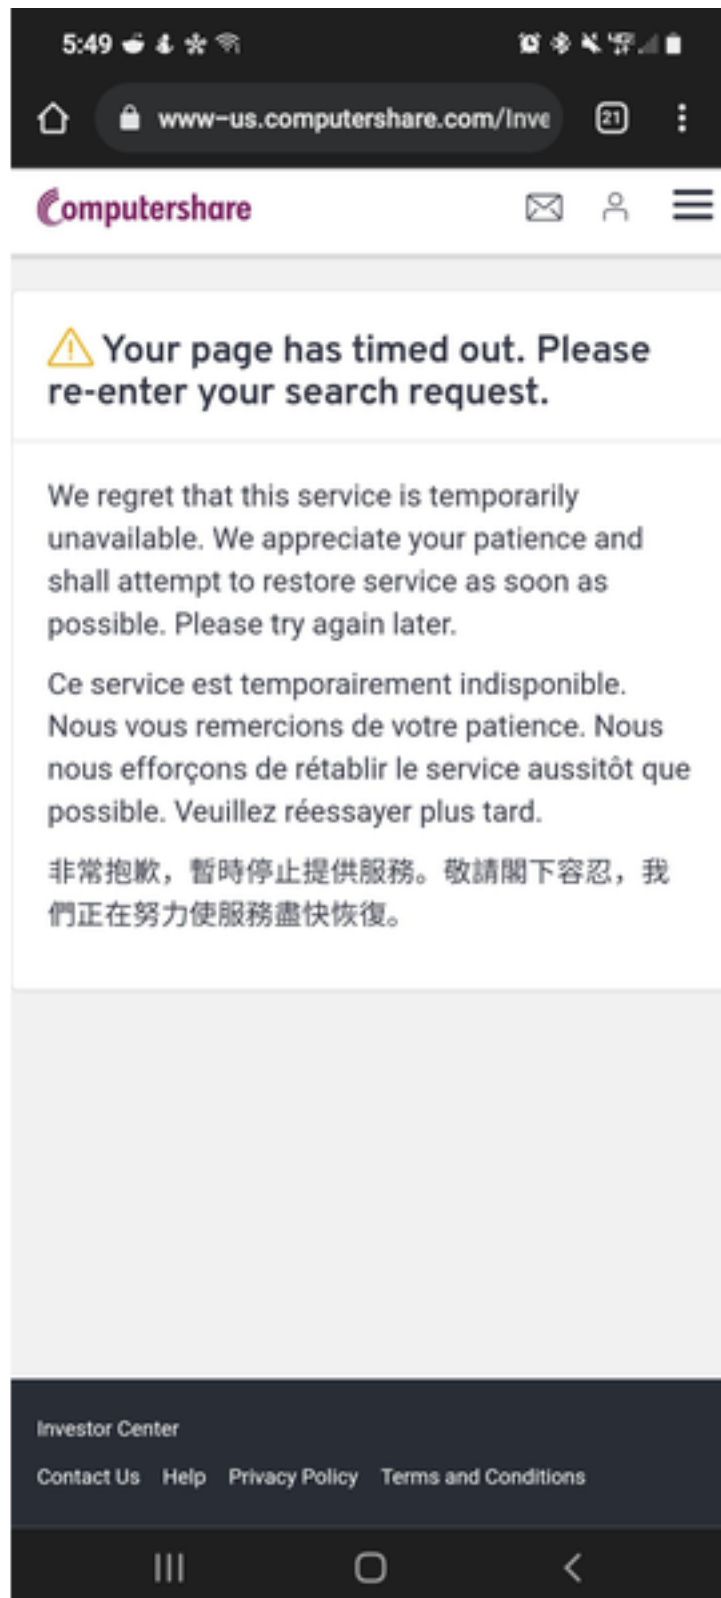 5:49
www-us.computershare.com/Inve
21
Computershare
Your page has timed out. Please
re-enter your search request.
We regret that this service is temporarily
unavailable. We appreciate your patience and
shall attempt to restore service as soon as
possible. Please try again later.
Ce service est temporairement indisponible.
Nous vous remercions de votre patience. Nous
nous efforçons de rétablir le service aussitôt que
possible. Veuillez réessayer plus tard.
非常抱歉，暫時停止提供服務。敬請閣下容忍，我
們正在努力使服務盡快恢復。
Investor Center
Contact Us Help Privacy Policy Terms and Conditions